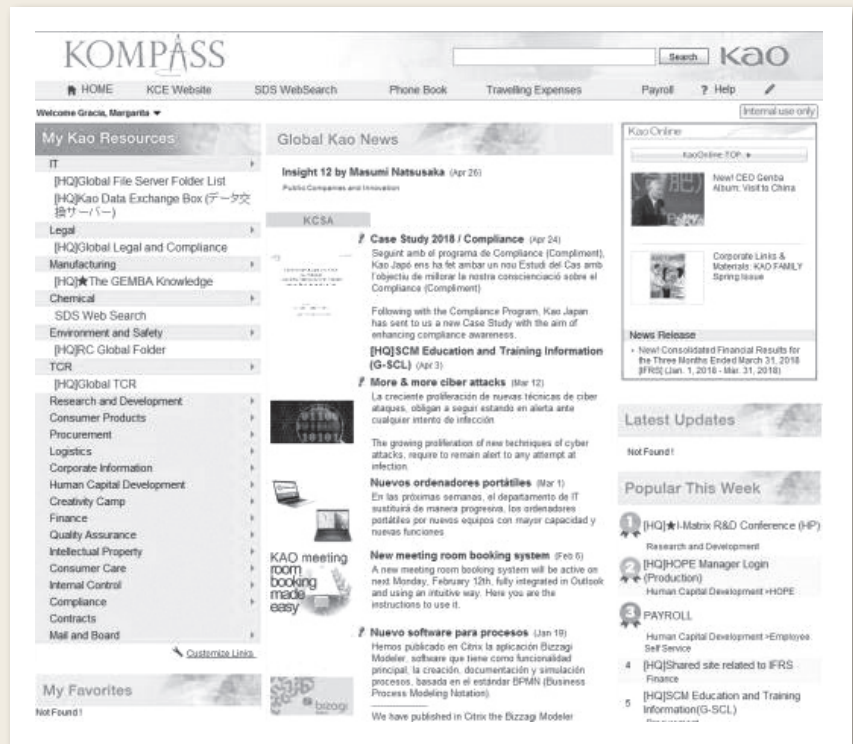 KOMPASS
Search
Kao
HOME KCE Website SDS WebSearch Phone Book Travelling Expenses Payroll ? Help
Welcome Gracia, Margarita
Internal use only
My Kao Resources
IT
[HQ]Global File Server Folder List
[HQ]Kao Data Exchange Box (データ交
換サーバー)
Legal
[HQ]Global Legal and Compliance
Manufacturing
[HQ]★The GEMBA Knowledge
Chemical
SDS Web Search
Environment and Safety
[HQ]RC Global Folder
TCR
[HQ]Global TCR
Research and Development
Consumer Products
Procurement
Logistics
Corporate Information
Human Capital Development
Creativity Camp
Finance
Quality Assurance
Intellectual Property
Consumer Care
Internal Control
Compliance
Contracts
Mail and Board
Customize Links
My Favorites
Not Found !
Global Kao News
Insight 12 by Masumi Natsusaka (Apr 26)
Public Companies and Innovation
KCSA
Case Study 2018 / Compliance (Apr 24)
Seguint amb el programa de Compliance (Compliment),
Kao Japó ens ha fet arribar un nou Estudi del Cas amb
l'objectiu de millorar la nostra conscienciació sobre el
Compliance (Compliment)
Following with the Compliance Program, Kao Japan
has sent to us a new Case Study with the aim of
enhancing compliance awareness.
[HQ]SCM Education and Training Information
(G-SCL) (Apr 3)
More & more ciber attacks (Mar 12)
La creciente proliferación de nuevas técnicas de ciber
ataques, obligan a seguir estando en alerta ante
cualquier intento de infección
The growing proliferation of new techniques of cyber
attacks, require to remain alert to any attempt at
infection.
Nuevos ordenadores portátiles (Mar 1)
En las próximas semanas, el departamento de IT
sustituirá de manera progresiva, los ordenadores
portátiles por nuevos equipos con mayor capacidad y
nuevas funciones
KAO meeting
room
booking
made
easy
New meeting room booking system (Feb 6)
A new meeting room booking system will be active on
next Monday, February 12th, fully integrated in Outlook
and using an intuitive way. Here you are the
instructions to use it.
Nuevo software para procesos (Jan 19)
Hemos publicado en Citrix la aplicación Bizzagi
Modeler, software que tiene como funcionalidad
principal, la creación, documentación y simulación
procesos, basada en el estándar BPMN (Business
Process Modeling Notation).
bizagi
We have published in Citrix the Bizzagi Modeler
Kao Online
KaoOnline TOP
New! CEO Genba
Album: Visit to China
Corporate Links &
Materials: KAO FAMILY
Spring Issue
News Release
New! Consolidated Financial Results for
the Three Months Ended March 31, 2018
[IFRS] (Jan. 1, 2018 - Mar. 31, 2018)
Latest Updates
Not Found !
Popular This Week
1 [HQ]★I-Matrix R&D Conference (HP)
Research and Development
2 [HQ]HOPE Manager Login
(Production)
Human Capital Development >HOPE
3 PAYROLL
Human Capital Development >Employee
Self Service
4 [HQ]Shared site related to IFRS
Finance
5 [HQ]SCM Education and Training
Information(G-SCL)